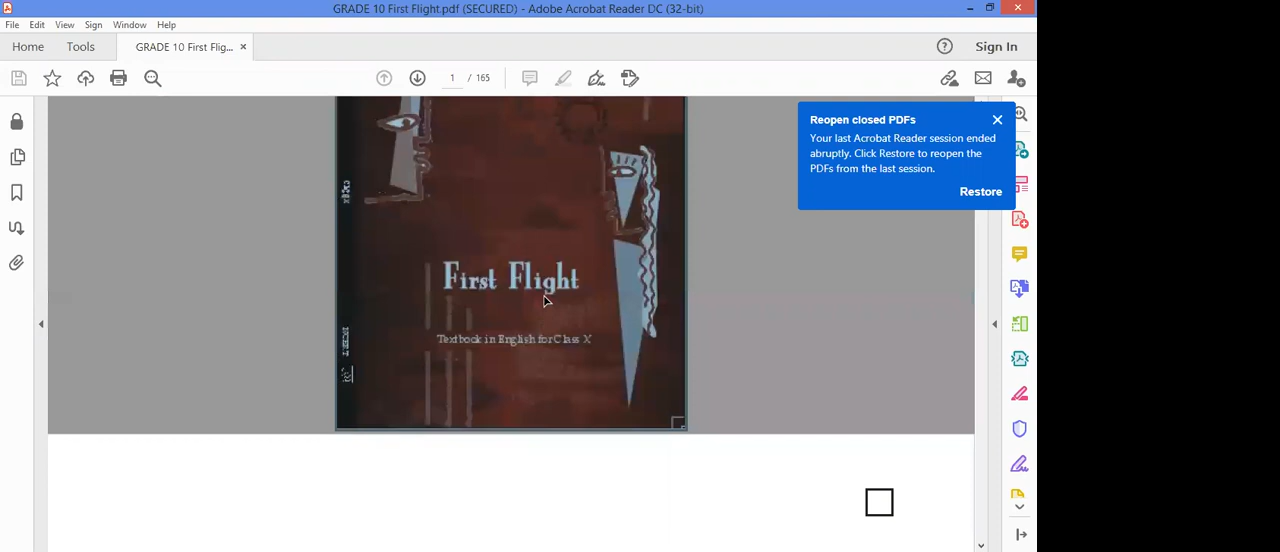 GRADE 10 First Flight.pdf (SECURED) - Adobe Acrobat Reader DC (32-bit)
File Edit View Sign Window Help
Home Tools GRADE 10 First Flig... × Sign In
1 / 165
Reopen closed PDFs
Your last Acrobat Reader session ended
abruptly. Click Restore to reopen the
PDFs from the last session.
Restore
First Flight
Textbook in English for Class X